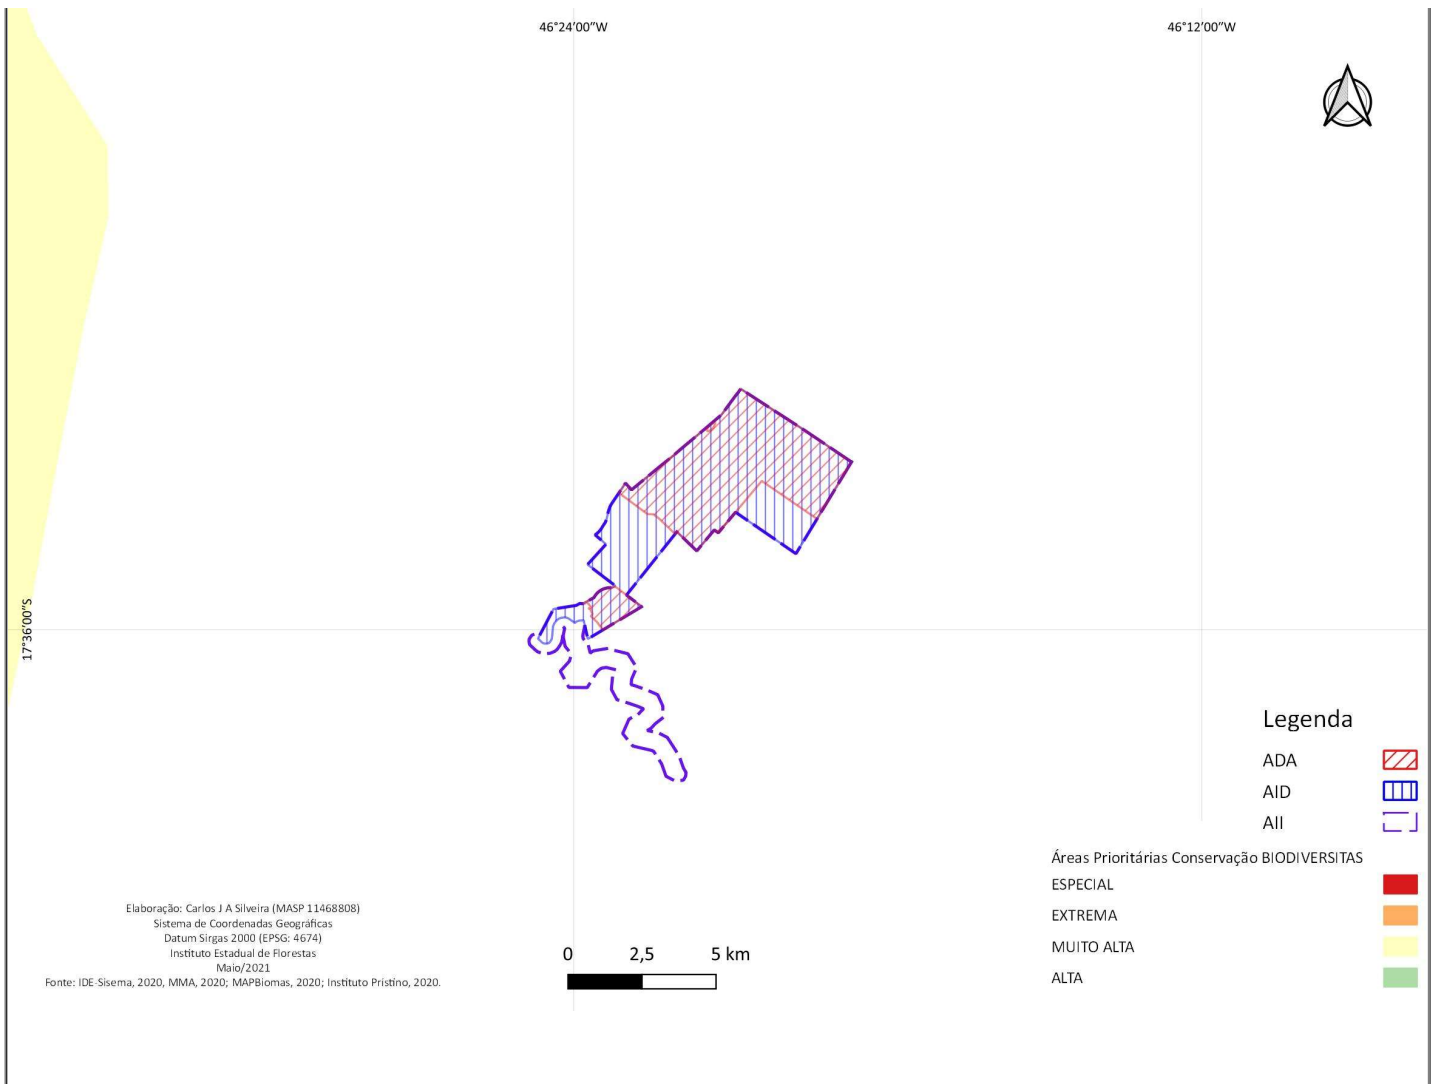 46°24'00"W
46°12'00"W
17°36'00"S
Legenda
ADA
AID
AII
Áreas Prioritárias Conservação BIODIVERSITAS
ESPECIAL
EXTREMA
MUITO ALTA
ALTA
Elaboração: Carlos J A Silveira (MASP 11468808)
Sistema de Coordenadas Geográficas
Datum Sirgas 2000 (EPSG: 4674)
Instituto Estadual de Florestas
Maio/2021
Fonte: IDE-Sisema, 2020, MMA, 2020; MAPBiomas, 2020; Instituto Prístino, 2020.
0 2,5 5 km